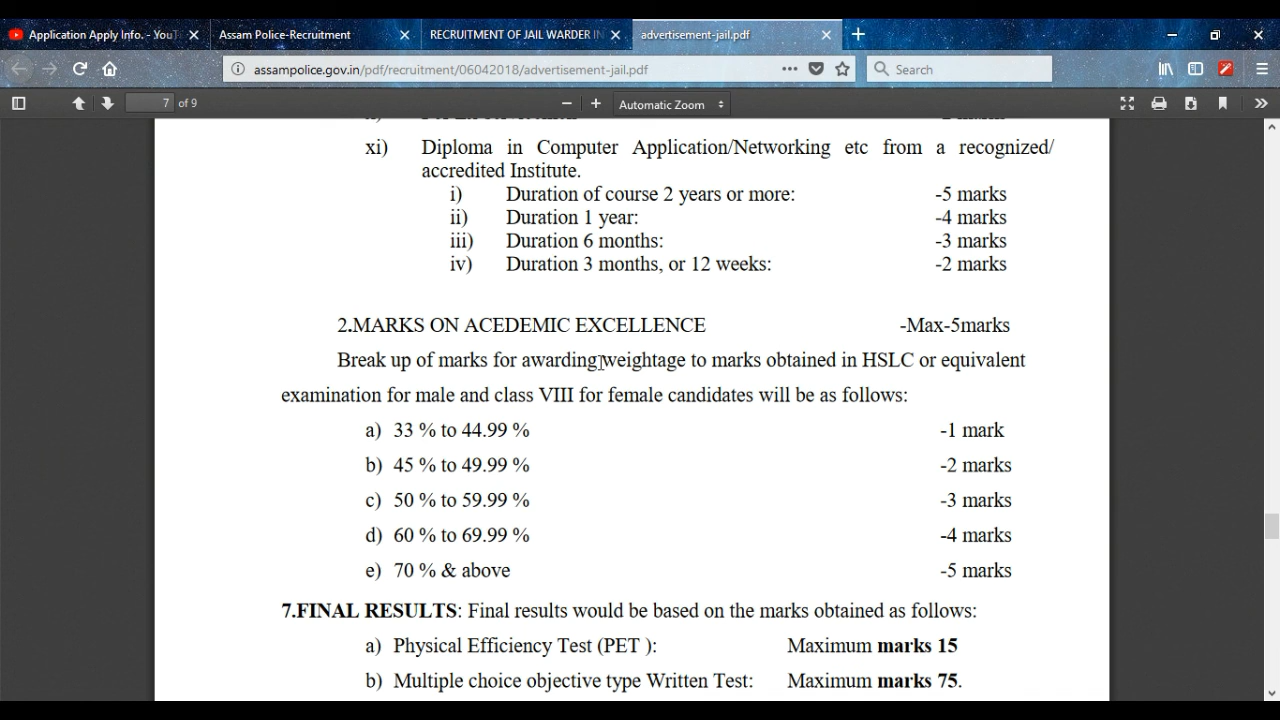 Application Apply Info. - YouT
Assam Police-Recruitment
RECRUITMENT OF JAIL WARDER IN
advertisement-jail.pdf
assampolice.gov.in/pdf/recruitment/06042018/advertisement-jail.pdf
Search
7 of 9
Automatic Zoom
xi) Diploma in Computer Application/Networking etc from a recognized/
accredited Institute.
i) Duration of course 2 years or more: -5 marks
ii) Duration 1 year: -4 marks
iii) Duration 6 months: -3 marks
iv) Duration 3 months, or 12 weeks: -2 marks
2.MARKS ON ACEDEMIC EXCELLENCE -Max-5marks
Break up of marks for awarding weightage to marks obtained in HSLC or equivalent
examination for male and class VIII for female candidates will be as follows:
a) 33 % to 44.99 % -1 mark
b) 45 % to 49.99 % -2 marks
c) 50 % to 59.99 % -3 marks
d) 60 % to 69.99 % -4 marks
e) 70 % & above -5 marks
7.FINAL RESULTS: Final results would be based on the marks obtained as follows:
a) Physical Efficiency Test (PET ): Maximum marks 15
b) Multiple choice objective type Written Test: Maximum marks 75.